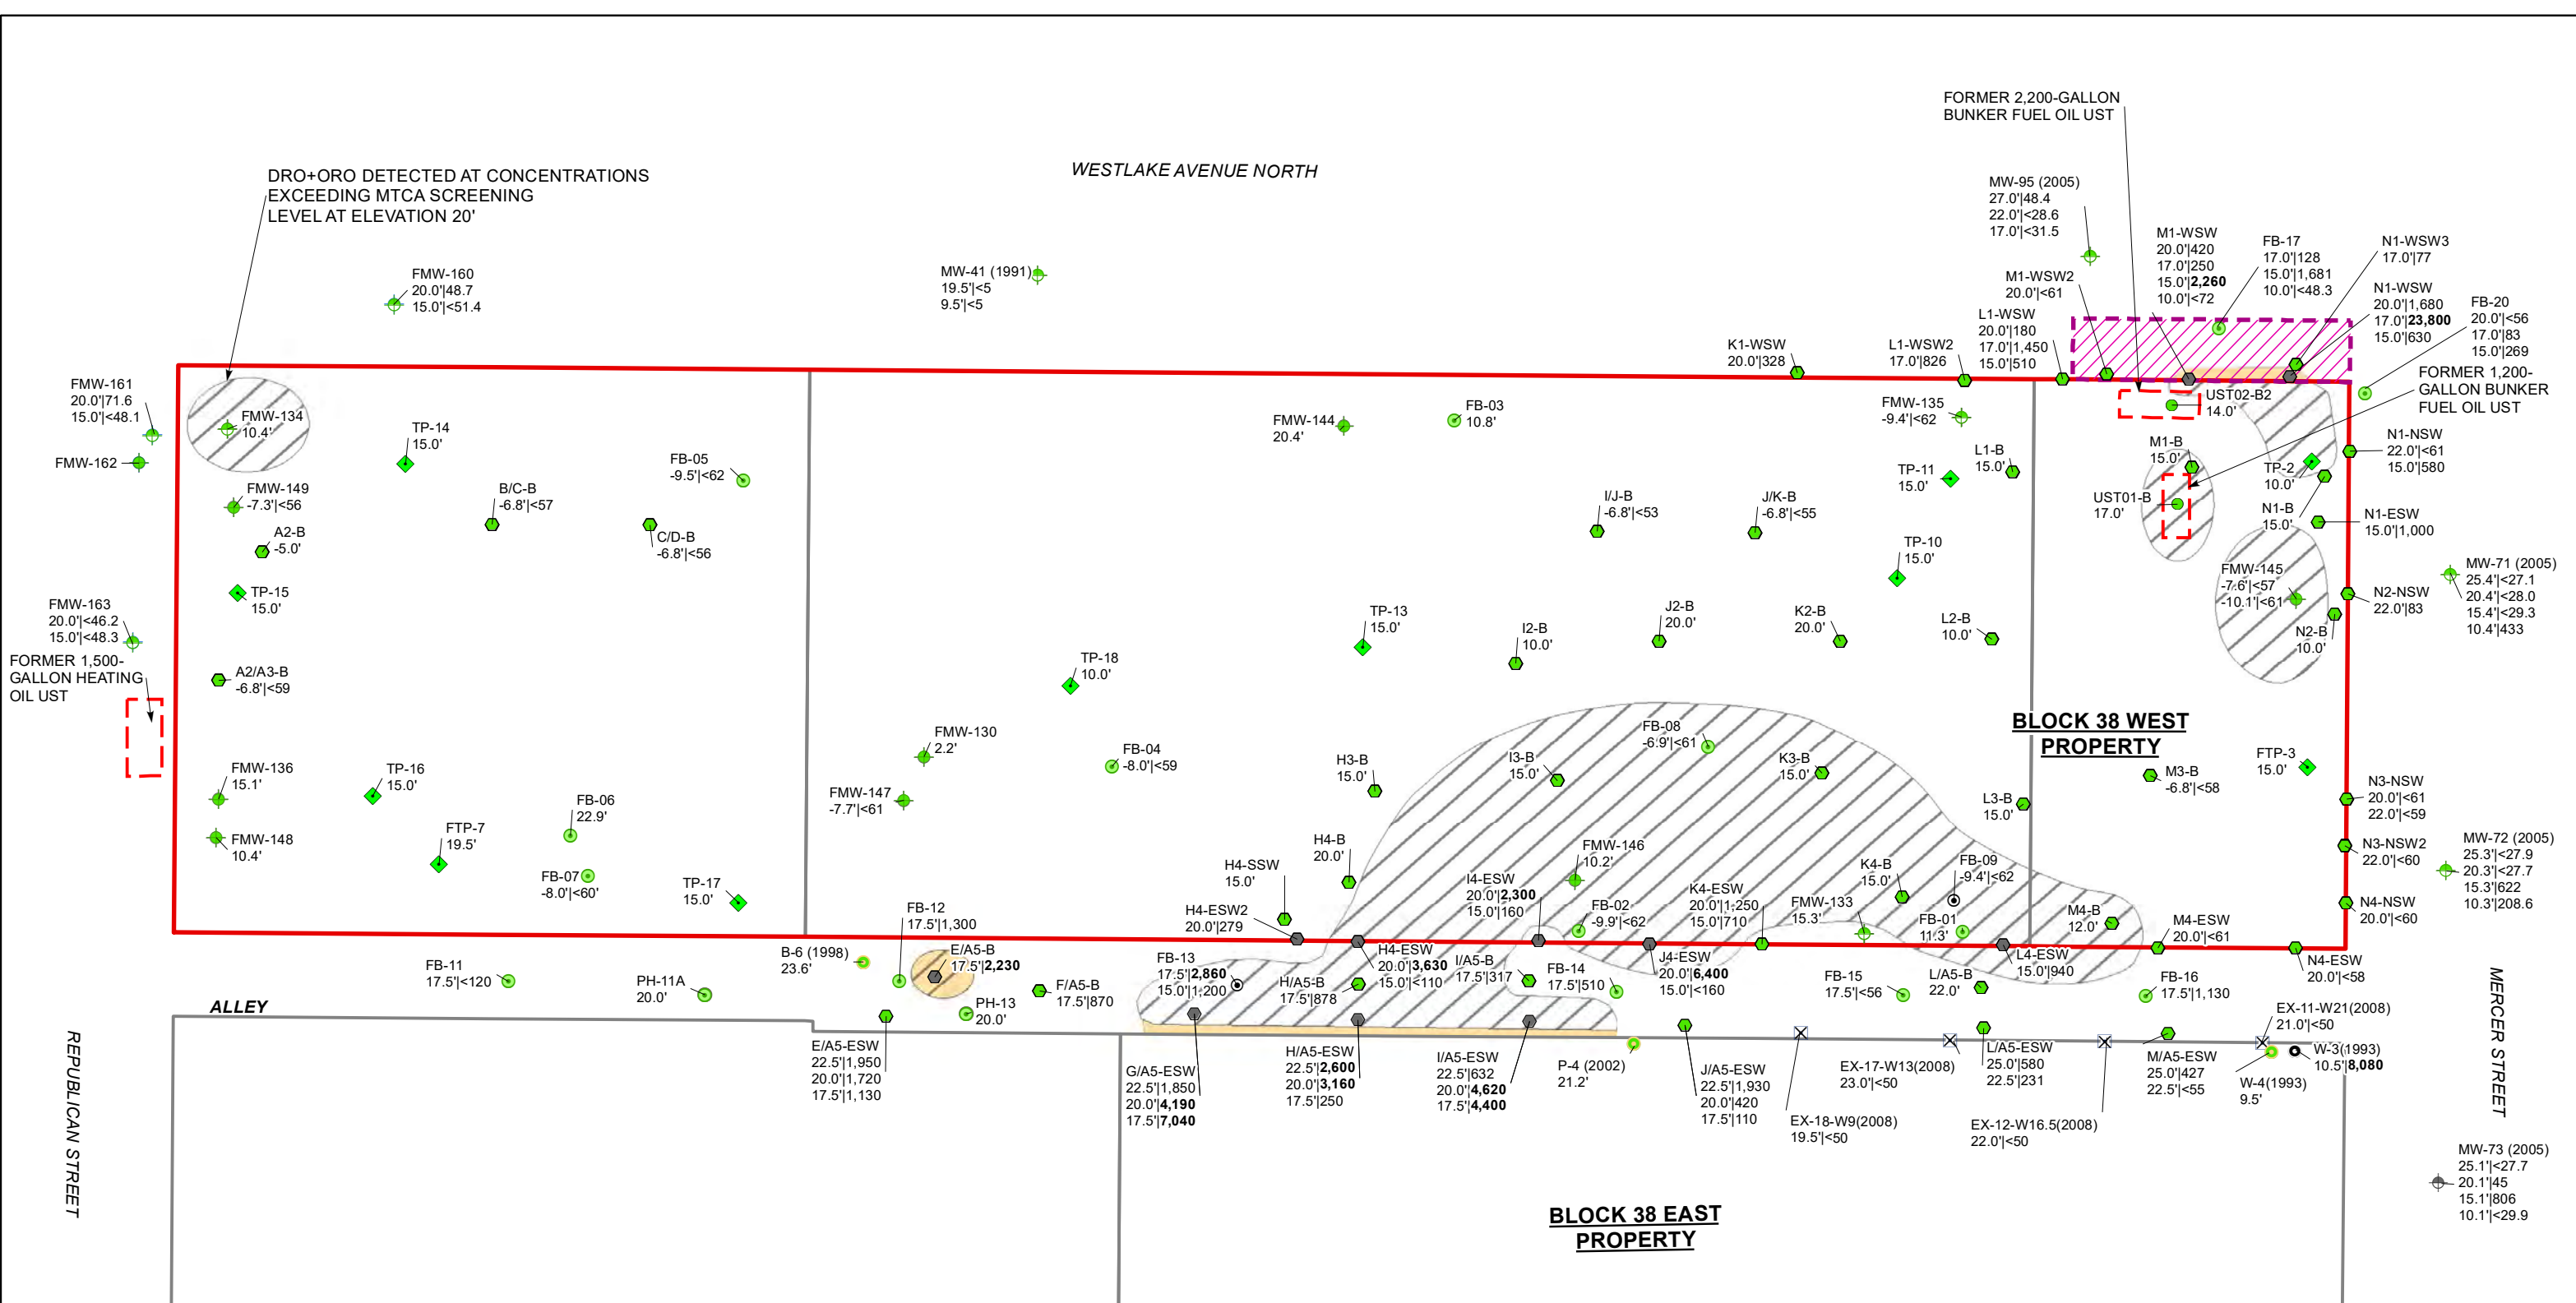 FORMER 2,200-GALLON
BUNKER FUEL OIL UST
WESTLAKE AVENUE NORTH
DRO+ORO DETECTED AT CONCENTRATIONS
EXCEEDING MTCA SCREENING
LEVEL AT ELEVATION 20'
MW-95 (2005)
27.0'|48.4
22.0'|<28.6
17.0'|<31.5
M1-WSW
20.0'|420
17.0'|250
15.0'|2,260
10.0'|<72
FB-17
17.0'|128
15.0'|1,681
10.0'|<48.3
N1-WSW3
17.0'|77
N1-WSW
20.0'|1,680
17.0'|23,800
15.0'|630
FB-20
20.0'|<56
17.0'|83
15.0'|269
FORMER 1,200-
GALLON BUNKER
FUEL OIL UST
M1-WSW2
20.0'|<61
L1-WSW
20.0'|180
17.0'|1,450
15.0'|510
L1-WSW2
17.0'|826
K1-WSW
20.0'|328
FMW-160
20.0'|48.7
15.0'|<51.4
MW-41 (1991)
19.5'|<5
9.5'|<5
FMW-161
20.0'|71.6
15.0'|<48.1
FMW-162
FMW-134
10.4'
TP-14
15.0'
FB-05
-9.5'|<62
FMW-144
20.4'
FB-03
10.8'
FMW-135
-9.4'|<62
UST02-B2
14.0'
M1-B
15.0'
L1-B
15.0'
TP-11
15.0'
TP-2
10.0'
N1-NSW
22.0'|<61
15.0'|580
FMW-149
-7.3'|<56
B/C-B
-6.8'|<57
C/D-B
-6.8'|<56
A2-B
-5.0'
I/J-B
-6.8'|<53
J/K-B
-6.8'|<55
UST01-B
17.0'
N1-B
15.0'
N1-ESW
15.0'|1,000
TP-10
15.0'
FMW-145
-7.6'|<57
-10.1'|<61
MW-71 (2005)
25.4'|<27.1
20.4'|<28.0
15.4'|<29.3
10.4'|433
N2-NSW
22.0'|83
N2-B
10.0'
TP-15
15.0'
FMW-163
20.0'|<46.2
15.0'|<48.3
FORMER 1,500-
GALLON HEATING
OIL UST
A2/A3-B
-6.8'|<59
TP-13
15.0'
TP-18
10.0'
I2-B
10.0'
J2-B
20.0'
K2-B
20.0'
L2-B
10.0'
BLOCK 38 WEST
PROPERTY
FMW-130
2.2'
FB-04
-8.0'|<59
FB-08
-6.9'|<61
H3-B
15.0'
I3-B
15.0'
K3-B
15.0'
L3-B
15.0'
M3-B
-6.8'|<58
FTP-3
15.0'
FMW-136
15.1'
FMW-148
10.4'
TP-16
15.0'
FTP-7
19.5'
FB-06
22.9'
FB-07
-8.0'|<60'
TP-17
15.0'
FMW-147
-7.7'|<61
N3-NSW
20.0'|<61
22.0'|<59
N3-NSW2
22.0'|<60
MW-72 (2005)
25.3'|<27.9
20.3'|<27.7
15.3'|622
10.3'|208.6
N4-NSW
20.0'|<60
H4-B
20.0'
H4-SSW
15.0'
H4-ESW2
20.0'|279
FMW-146
10.2'
I4-ESW
20.0'|2,300
15.0'|160
FB-02
-9.9'|<62
K4-ESW
20.0'|1,250
15.0'|710
FMW-133
15.3'
K4-B
15.0'
FB-09
-9.4'|<62
FB-01
11.3'
M4-B
12.0'
M4-ESW
20.0'|<61
N4-ESW
20.0'|<58
FB-12
17.5'|1,300
B-6 (1998)
23.6'
E/A5-B
17.5'|2,230
FB-11
17.5'|<120
PH-11A
20.0'
PH-13
20.0'
F/A5-B
17.5'|870
FB-13
17.5'|2,860
15.0'|1,200
H/A5-B
17.5'|878
H4-ESW
20.0'|3,630
15.0'|<110
I/A5-B
17.5'|317
FB-14
17.5'|510
J4-ESW
20.0'|6,400
15.0'|<160
FB-15
17.5'|<56
L/A5-B
22.0'
L4-ESW
15.0'|940
FB-16
17.5'|1,130
ALLEY
REPUBLICAN STREET
MERCER STREET
E/A5-ESW
22.5'|1,950
20.0'|1,720
17.5'|1,130
G/A5-ESW
22.5'|1,850
20.0'|4,190
17.5'|7,040
H/A5-ESW
22.5'|2,600
20.0'|3,160
17.5'|250
I/A5-ESW
22.5'|632
20.0'|4,620
17.5'|4,400
P-4 (2002)
21.2'
J/A5-ESW
22.5'|1,930
20.0'|420
17.5'|110
EX-18-W9(2008)
19.5'|<50
EX-17-W13(2008)
23.0'|<50
L/A5-ESW
25.0'|580
22.5'|231
EX-12-W16.5(2008)
22.0'|<50
M/A5-ESW
25.0'|427
22.5'|<55
EX-11-W21(2008)
21.0'|<50
W-4(1993)
9.5'
W-3(1993)
10.5'|8,080
MW-73 (2005)
25.1'|<27.7
20.1'|45
15.1'|806
10.1'|<29.9
BLOCK 38 EAST
PROPERTY